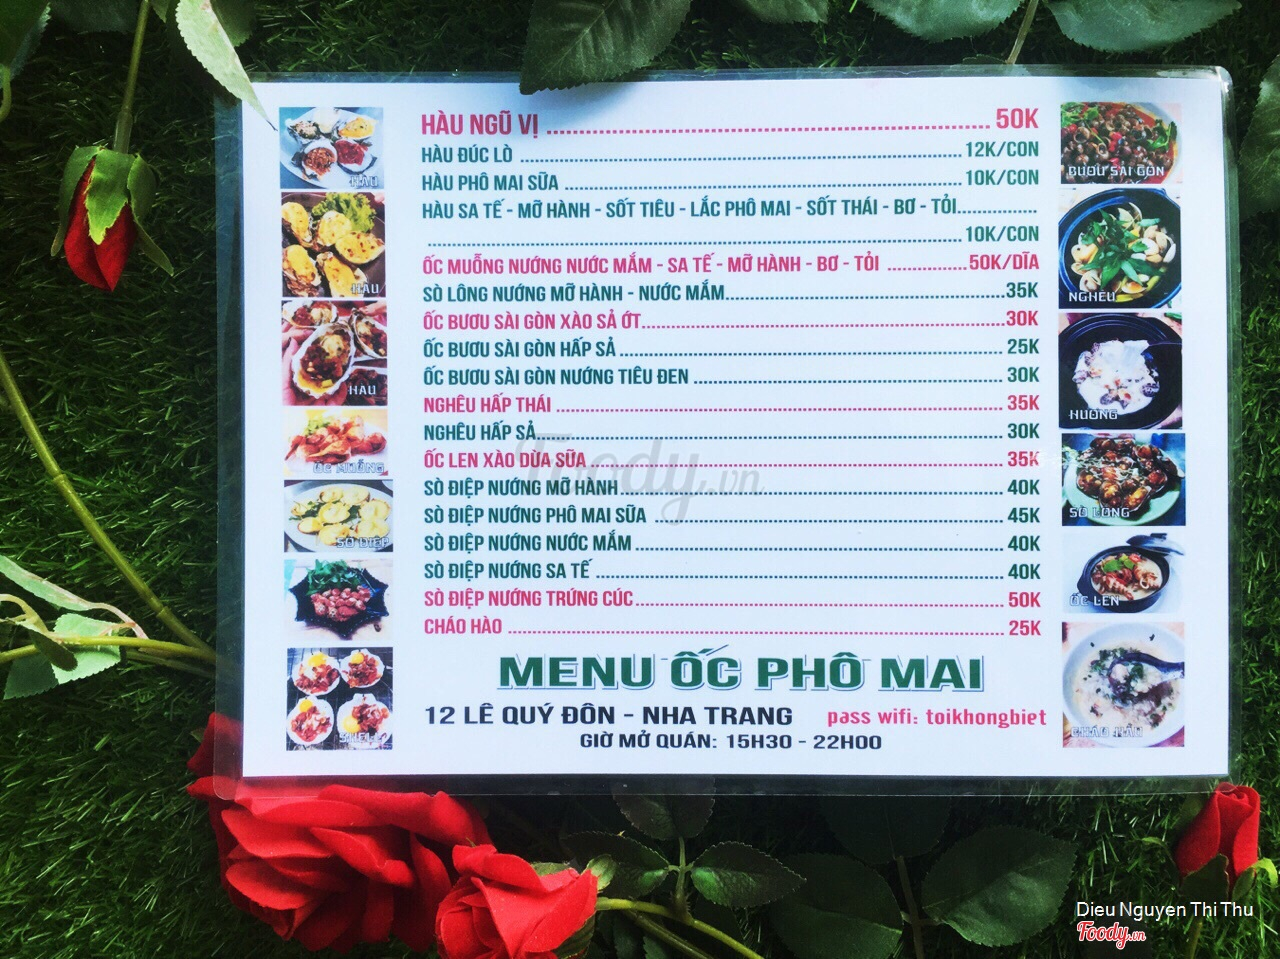 HÀU NGŨ VỊ ........ 50K
HÀU ĐÚC LÒ ........ 12K/CON
HÀU PHÔ MAI SỮA ........ 10K/CON
HÀU SA TẾ - MỠ HÀNH - SỐT TIÊU - LẮC PHÔ MAI - SỐT THÁI - BƠ - TỎI........
........ 10K/CON
ỐC MUỖNG NƯỚNG NƯỚC MẮM - SA TẾ - MỠ HÀNH - BƠ - TỎI ........50K/DĨA
SÒ LÔNG NƯỚNG MỠ HÀNH - NƯỚC MẮM........35K
ỐC BƯƠU SÀI GÒN XÀO SẢ ỚT........30K
ỐC BƯƠU SÀI GÒN HẤP SẢ ........ 25K
ỐC BƯƠU SÀI GÒN NƯỚNG TIÊU ĐEN ........ 30K
NGHÊU HẤP THÁI ........ 35K
NGHÊU HẤP SẢ........ 30K
ỐC LEN XÀO DỪA SỮA........ 35K
SÒ ĐIỆP NƯỚNG MỠ HÀNH........ 40K
SÒ ĐIỆP NƯỚNG PHÔ MAI SỮA ........ 45K
SÒ ĐIỆP NƯỚNG NƯỚC MẮM........ 40K
SÒ ĐIỆP NƯỚNG SA TẾ ........ 40K
SÒ ĐIỆP NƯỚNG TRỨNG CÚC........ 50K
CHÁO HÀO ........ 25K
MENU ỐC PHÔ MAI
12 LÊ QUÝ ĐÔN - NHA TRANG pass wifi: toikhongbiet
GIỜ MỞ QUÁN: 15H30 - 22H00
HÀU
HÀU
HÀU
ỐC MUỖNG
SÒ ĐIỆP
BƯƠU SÀI GÒN
NGHÊU
HƯƠNG
SÒ LÔNG
ỐC LEN
Foody.vn
Dieu Nguyen Thi Thu
Foody.vn